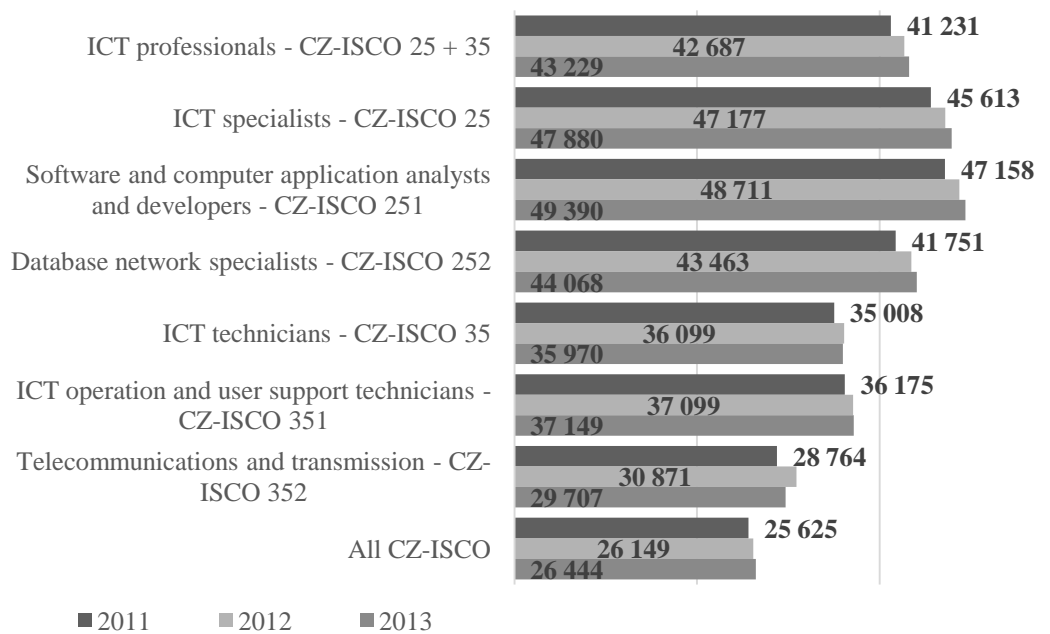 ICT professionals - CZ-ISCO 25 + 35
41 231
42 687
43 229
ICT specialists - CZ-ISCO 25
45 613
47 177
47 880
Software and computer application analysts
and developers - CZ-ISCO 251
47 158
48 711
49 390
Database network specialists - CZ-ISCO 252
41 751
43 463
44 068
ICT technicians - CZ-ISCO 35
35 008
36 099
35 970
ICT operation and user support technicians -
CZ-ISCO 351
36 175
37 099
37 149
Telecommunications and transmission - CZ-
ISCO 352
28 764
30 871
29 707
All CZ-ISCO
25 625
26 149
26 444
2011 2012 2013